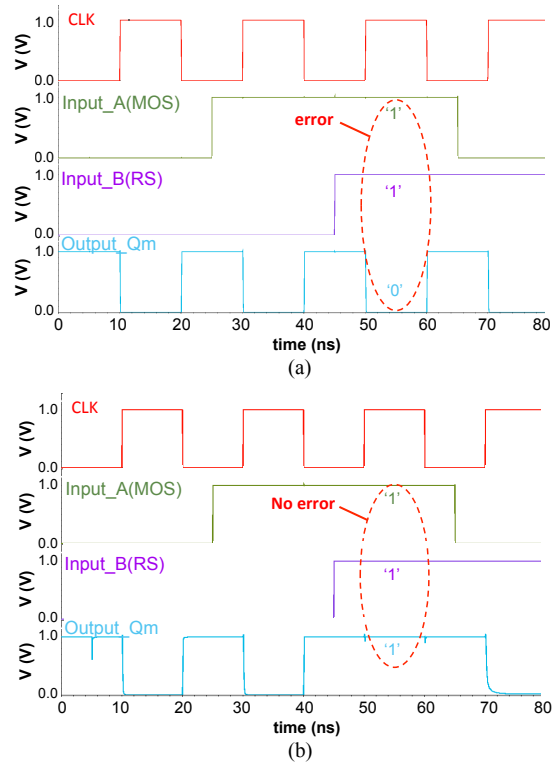 CLK
V (V)
1.0
0.0
Input_A(MOS)
V (V)
1.0
0.0
error
‘1’
Input_B(RS)
V (V)
1.0
0.0
‘1’
Output_Qm
V (V)
1.0
0.0
‘0’
0 10 20 30 40 50 60 70 80
time (ns)
(a)
CLK
V (V)
1.0
0.0
Input_A(MOS)
V (V)
1.0
0.0
No error
‘1’
Input_B(RS)
V (V)
1.0
0.0
‘1’
Output_Qm
V (V)
1.0
0.0
‘1’
0 10 20 30 40 50 60 70 80
time (ns)
(b)